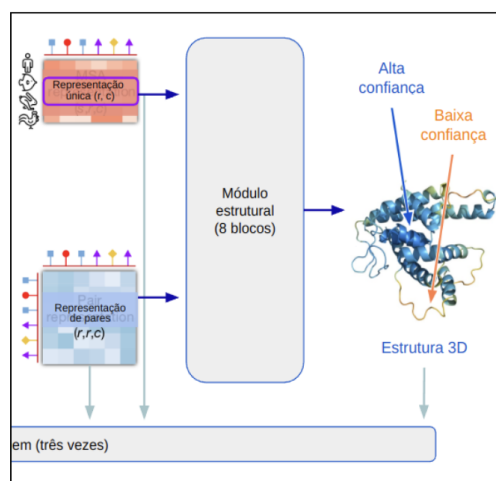 Representação
única (r, c)
Alta
confiança
Baixa
confiança
Módulo
estrutural
(8 blocos)
Representação
de pares
(r,r,c)
Estrutura 3D
em (três vezes)